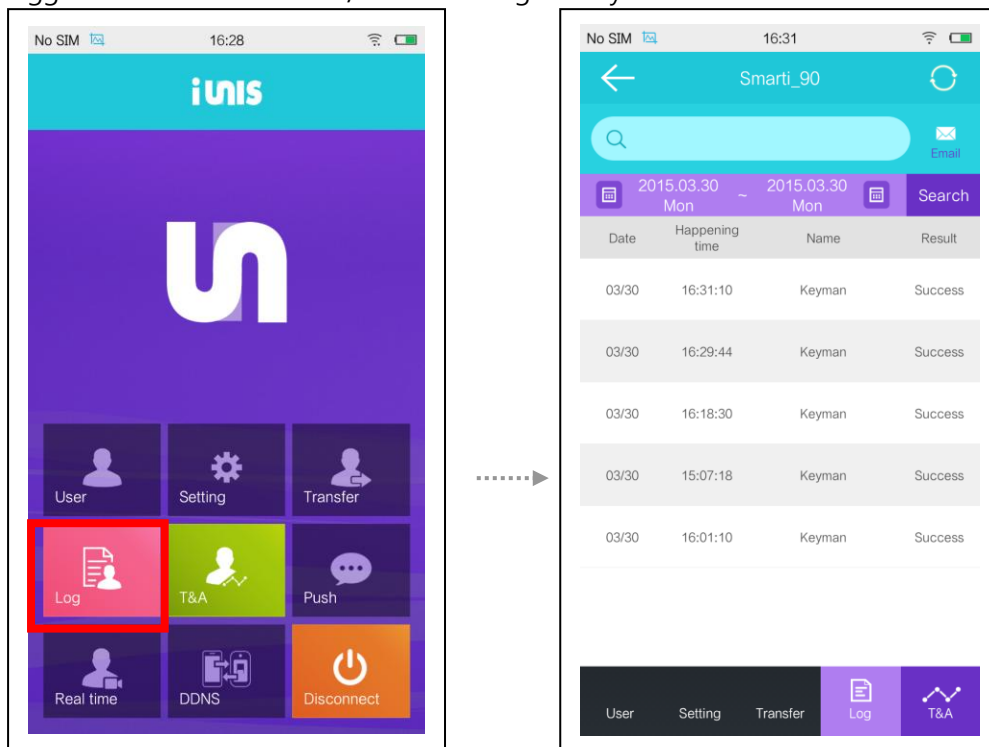 No SIM 16:28
iUNIS
User Setting Transfer
Log T&A Push
Real time DDNS Disconnect
No SIM 16:31
Smarti_90
Email
2015.03.30 ~ 2015.03.30
Mon Mon
Search
Date Happening time Name Result
03/30 16:31:10 Keyman Success
03/30 16:29:44 Keyman Success
03/30 16:18:30 Keyman Success
03/30 15:07:18 Keyman Success
03/30 16:01:10 Keyman Success
User Setting Transfer Log T&A